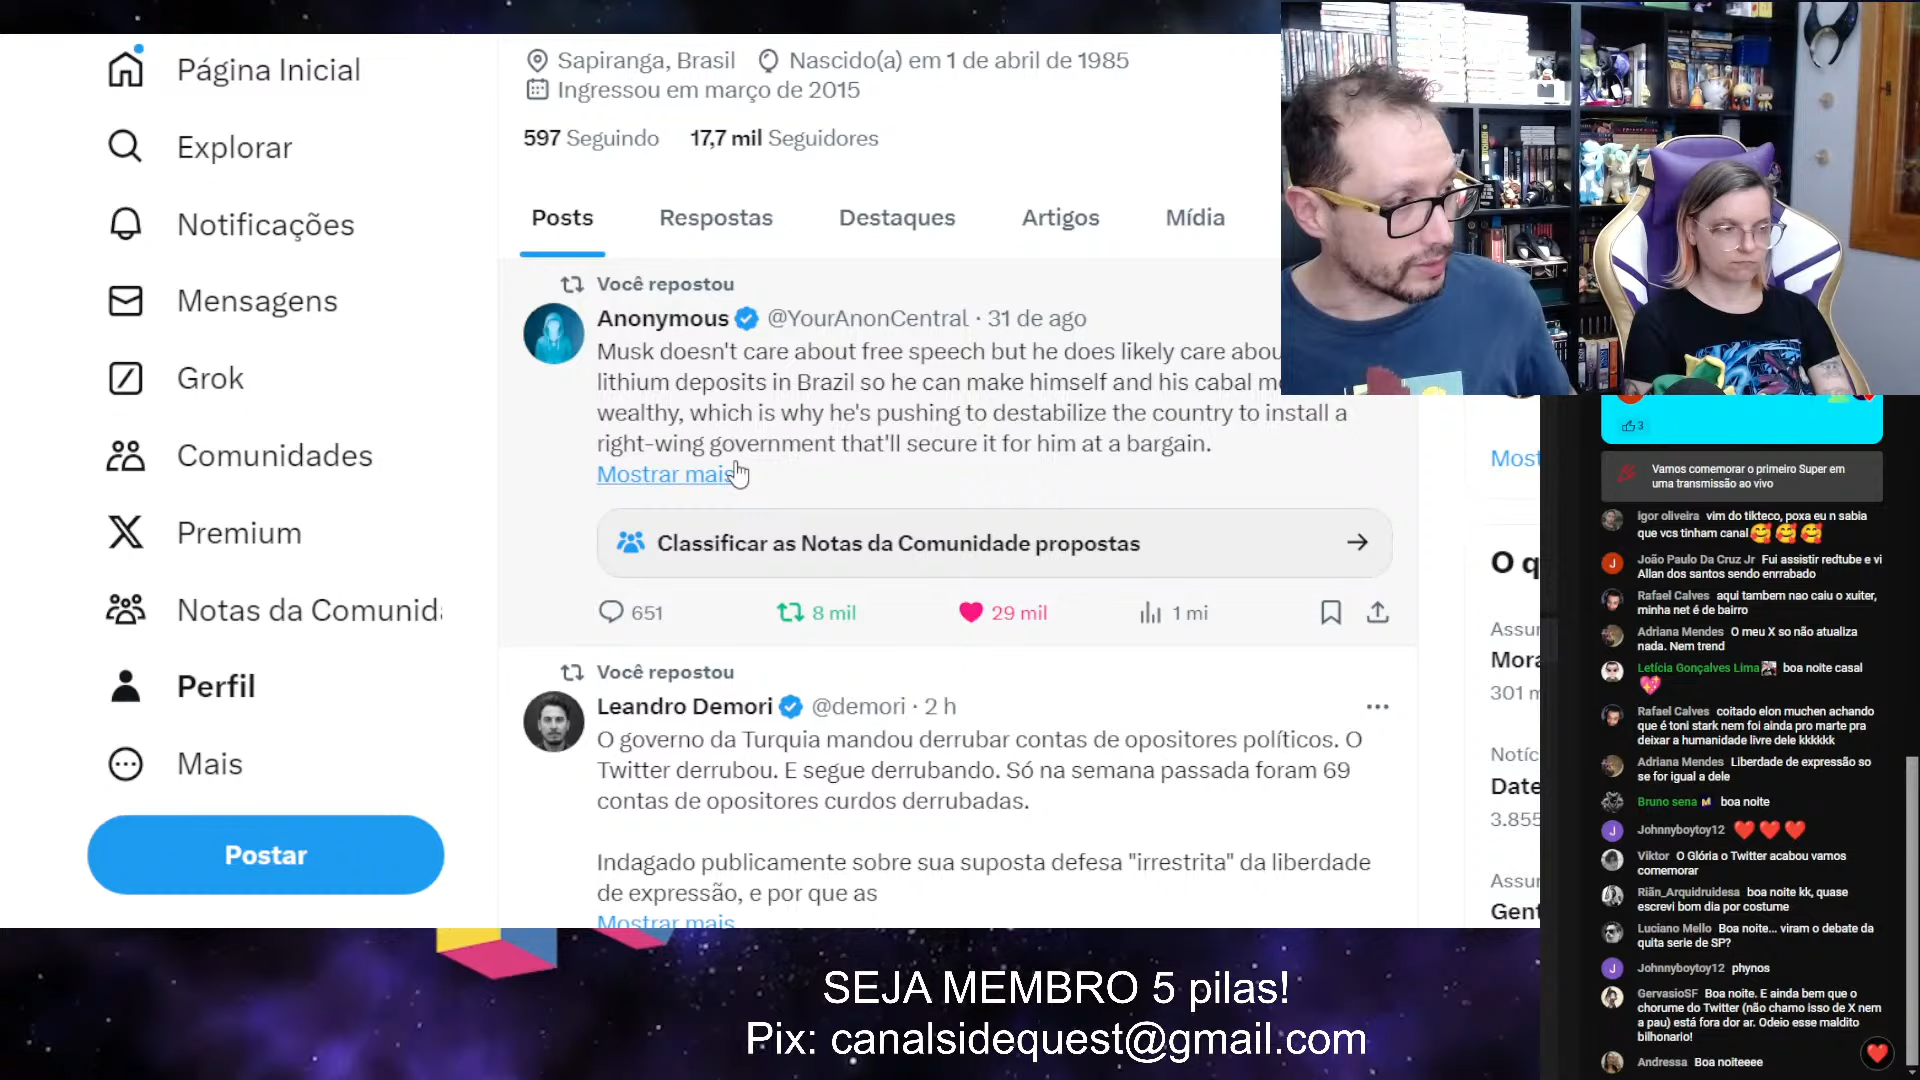 Página Inicial
Explorar
Notificações
Mensagens
Grok
Comunidades
Premium
Notas da Comunid
Perfil
Mais
Postar
Sapiranga, Brasil Nascido(a) em 1 de abril de 1985
Ingressou em março de 2015
597 Seguindo 17,7 mil Seguidores
Posts Respostas Destaques Artigos Mídia
Você repostou
Anonymous @YourAnonCentral · 31 de ago
Musk doesn't care about free speech but he does likely care abou
lithium deposits in Brazil so he can make himself and his cabal m
wealthy, which is why he's pushing to destabilize the country to install a
right-wing government that'll secure it for him at a bargain.
Mostrar mais
Classificar as Notas da Comunidade propostas
651 8 mil 29 mil 1 mi
Você repostou
Leandro Demori @demori · 2 h
O governo da Turquia mandou derrubar contas de opositores políticos. O
Twitter derrubou. E segue derrubando. Só na semana passada foram 69
contas de opositores curdos derrubadas.
Indagado publicamente sobre sua suposta defesa "irrestrita" da liberdade
de expressão, e por que as
Mostrar mais
Most
O q
Assu
Mora
301 m
Notíc
Date
3.855
Assu
Gent
3
Vamos comemorar o primeiro Super em
uma transmissão ao vivo
igor oliveira vim do tikteco, poxa eu n sabia
que vcs tinham canal
João Paulo Da Cruz Jr Fui assistir redtube e vi
Allan dos santos sendo enrrabado
Rafael Calves aqui tambem nao caiu o xuiter,
minha net é de bairro
Adriana Mendes O meu X so não atualiza
nada. Nem trend
Letícia Gonçalves Lima boa noite casal
Rafael Calves coitado elon muchen achando
que é toni stark nem foi ainda pro marte pra
deixar a humanidade livre dele kkkkkk
Adriana Mendes Liberdade de expressão so
se for igual a dele
Bruno sena boa noite
Johnnyboytoy12
Viktor O Glória o Twitter acabou vamos
comemorar
Riãn_Arquidruidesa boa noite kk, quase
escrevi bom dia por costume
Luciano Mello Boa noite... viram o debate da
quita serie de SP?
Johnnyboytoy12 phynos
GervasioSF Boa noite. E ainda bem que o
chorume do Twitter (não chamo isso de X nem
a pau) está fora dor ar. Odeio esse maldito
bilhonario!
Andressa Boa noiteeee
SEJA MEMBRO 5 pilas!
Pix: canalsidequest@gmail.com